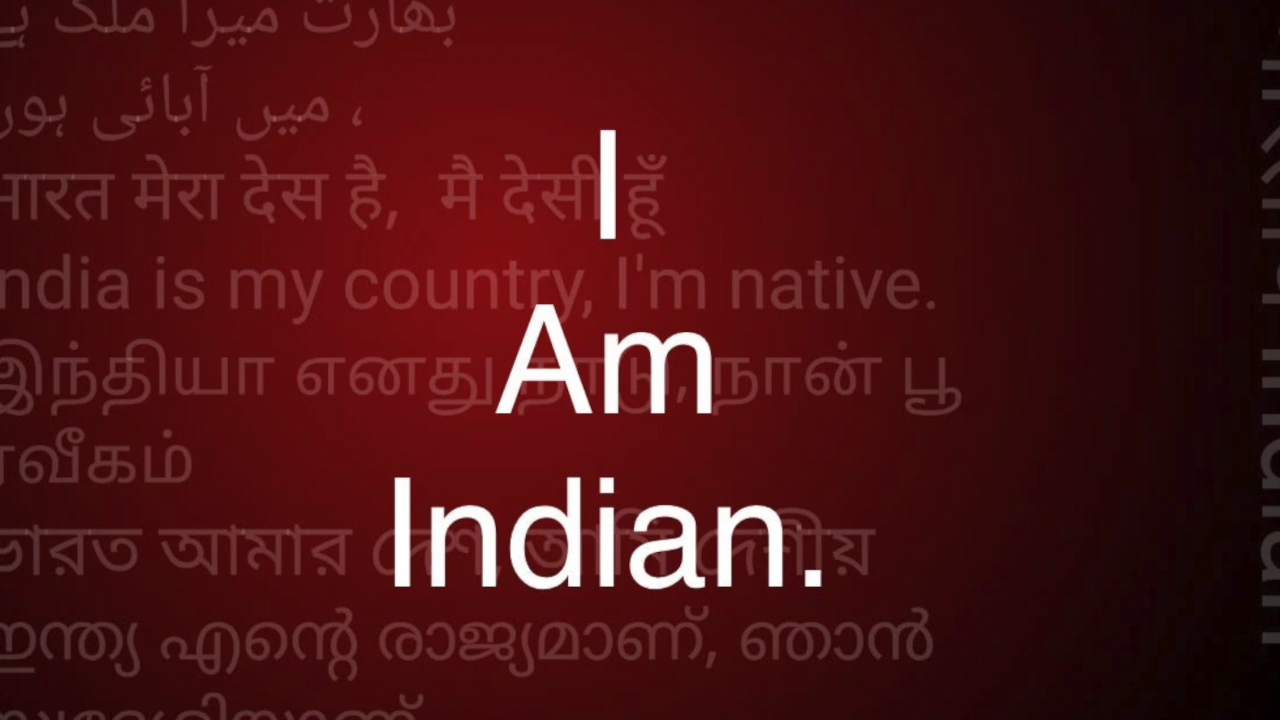 بھارت میرا ملک ہے
، میں آبائی ہوں
भारत मेरा देस है, मै देसी हूँ
I
India is my country, I'm native.
Am
இந்தியா எனது நாடு, நான் பூ
ர்வீகம்
Indian.
ভারত আমার দেশ, আমি দেশীয়
ഇന്ത്യ എന്റെ രാജ്യമാണ്, ഞാൻ